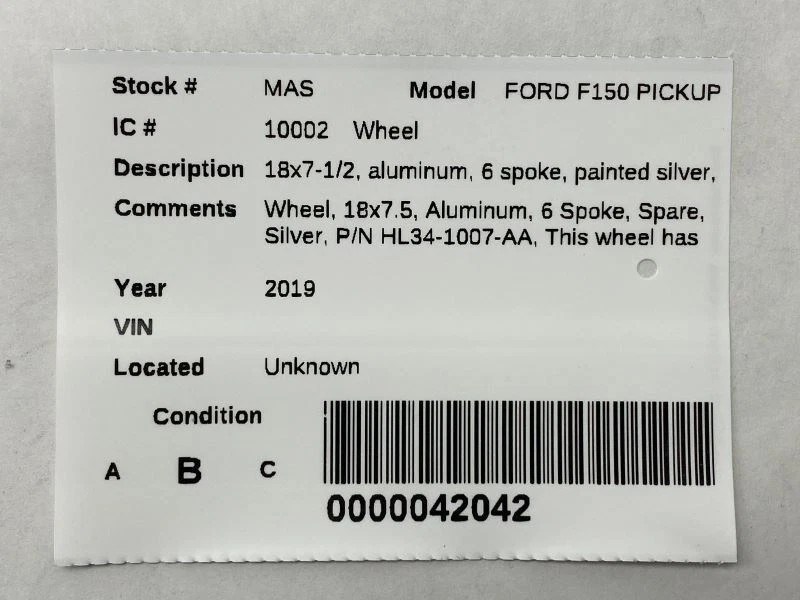 Stock # MAS Model FORD F150 PICKUP
IC # 10002 Wheel
Description 18x7-1/2, aluminum, 6 spoke, painted silver,
Comments Wheel, 18x7.5, Aluminum, 6 Spoke, Spare,
Silver, P/N HL34-1007-AA, This wheel has
Year 2019
VIN
Located Unknown
Condition
A B C
0000042042